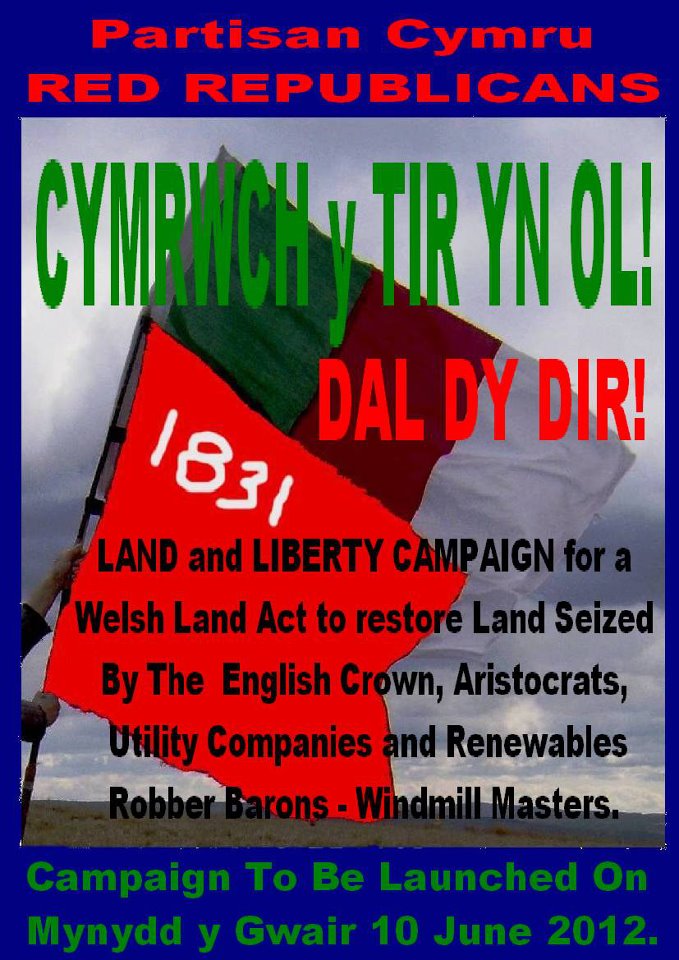 Partisan Cymru
RED REPUBLICANS
CYMRWCH y TIR YN OL!
DAL DY DIR!
1831
LAND and LIBERTY CAMPAIGN for a
Welsh Land Act to restore Land Seized
By The English Crown, Aristocrats,
Utility Companies and Renewables
Robber Barons - Windmill Masters.
Campaign To Be Launched On
Mynydd y Gwair 10 June 2012.